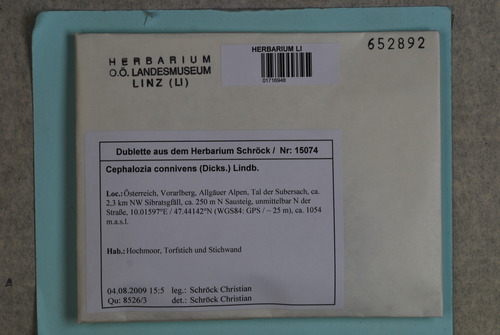 HERBARIUM
O.Ö. LANDESMUSEUM
LINZ (LI)
HERBARIUM LI
01716948
652892
Dublette aus dem Herbarium Schröck / Nr: 15074
Cephalozia connivens (Dicks.) Lindb.
Loc.: Österreich, Vorarlberg, Allgäuer Alpen, Tal der Subersach, ca.
2,3 km NW Sibratsgfäll, ca. 250 m N Sausteig, unmittelbar N der
Straße, 10.01597°E / 47.44142°N (WGS84: GPS / ~ 25 m), ca. 1054
m.a.s.l.
Hab.: Hochmoor, Torfstich und Stichwand
04.08.2009 15:5 leg.: Schröck Christian
Qu: 8526/3 det.: Schröck Christian